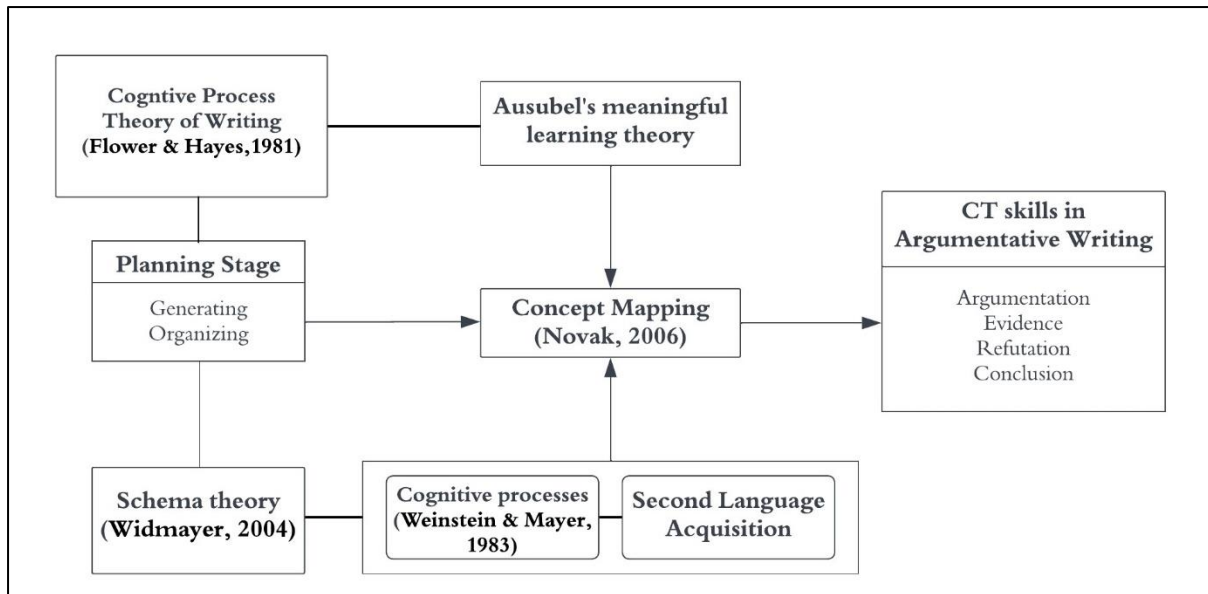 Cogntive Process
Theory of Writing
(Flower & Hayes,1981)
Ausubel's meaningful
learning theory
Planning Stage
Generating
Organizing
Concept Mapping
(Novak, 2006)
CT skills in
Argumentative Writing
Argumentation
Evidence
Refutation
Conclusion
Schema theory
(Widmayer, 2004)
Cognitive processes
(Weinstein & Mayer,
1983)
Second Language
Acquisition